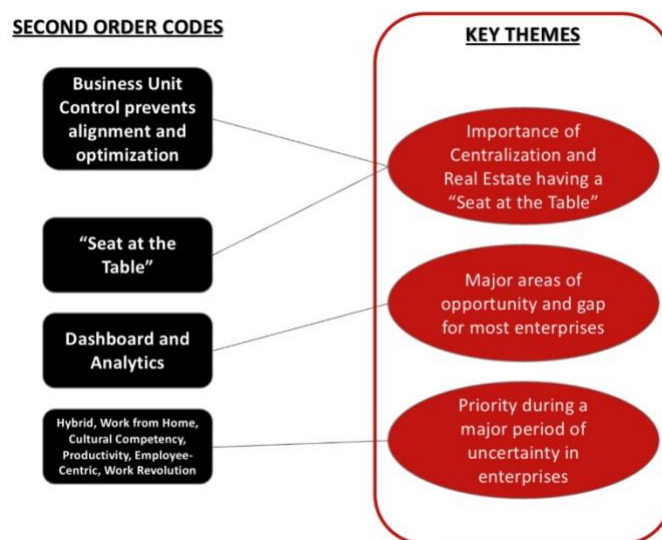 SECOND ORDER CODES
Business Unit
Control prevents
alignment and
optimization
“Seat at the
Table”
Dashboard and
Analytics
Hybrid, Work from Home,
Cultural Competency,
Productivity, Employee-
Centric, Work Revolution
KEY THEMES
Importance of
Centralization and
Real Estate having a
“Seat at the Table”
Major areas of
opportunity and gap
for most enterprises
Priority during a
major period of
uncertainty in
enterprises